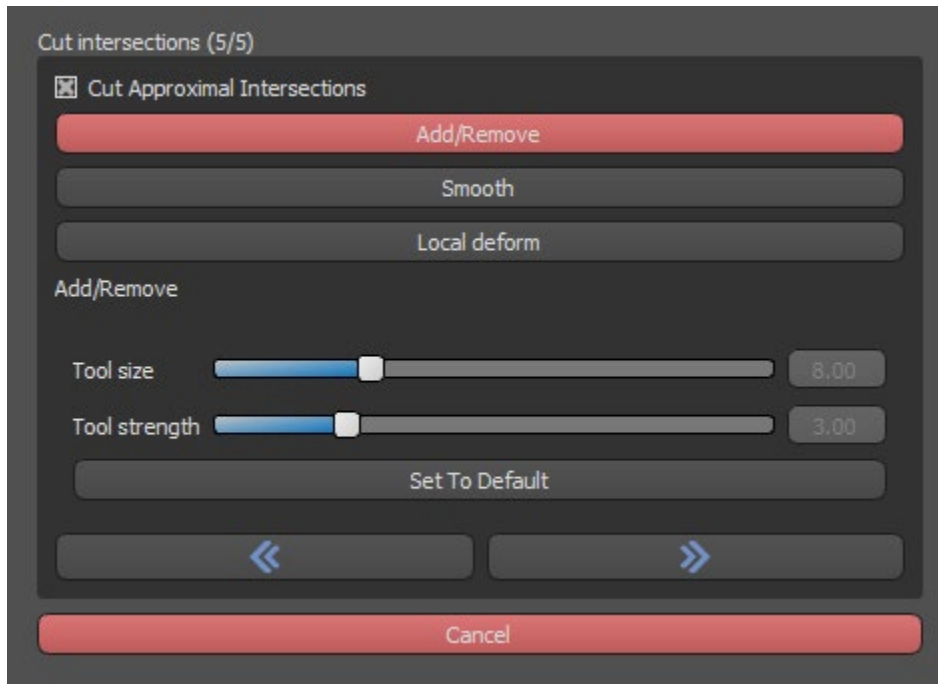 Cut intersections (5/5)
Cut Approximal Intersections
Add/Remove
Smooth
Local deform
Add/Remove
Tool size 8.00
Tool strength 3.00
Set To Default
Cancel